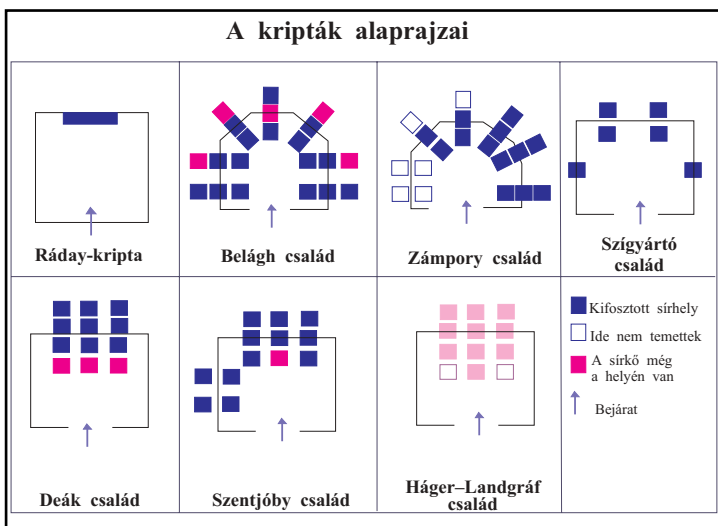 A kripták alaprajzai
Ráday-kripta
Belágh család
Zámpory család
Szígyártó
család
Deák család
Szentjóby család
Háger–Landgráf
család
Kifosztott sírhely
Ide nem temettek
A sírkő még
a helyén van
Bejárat